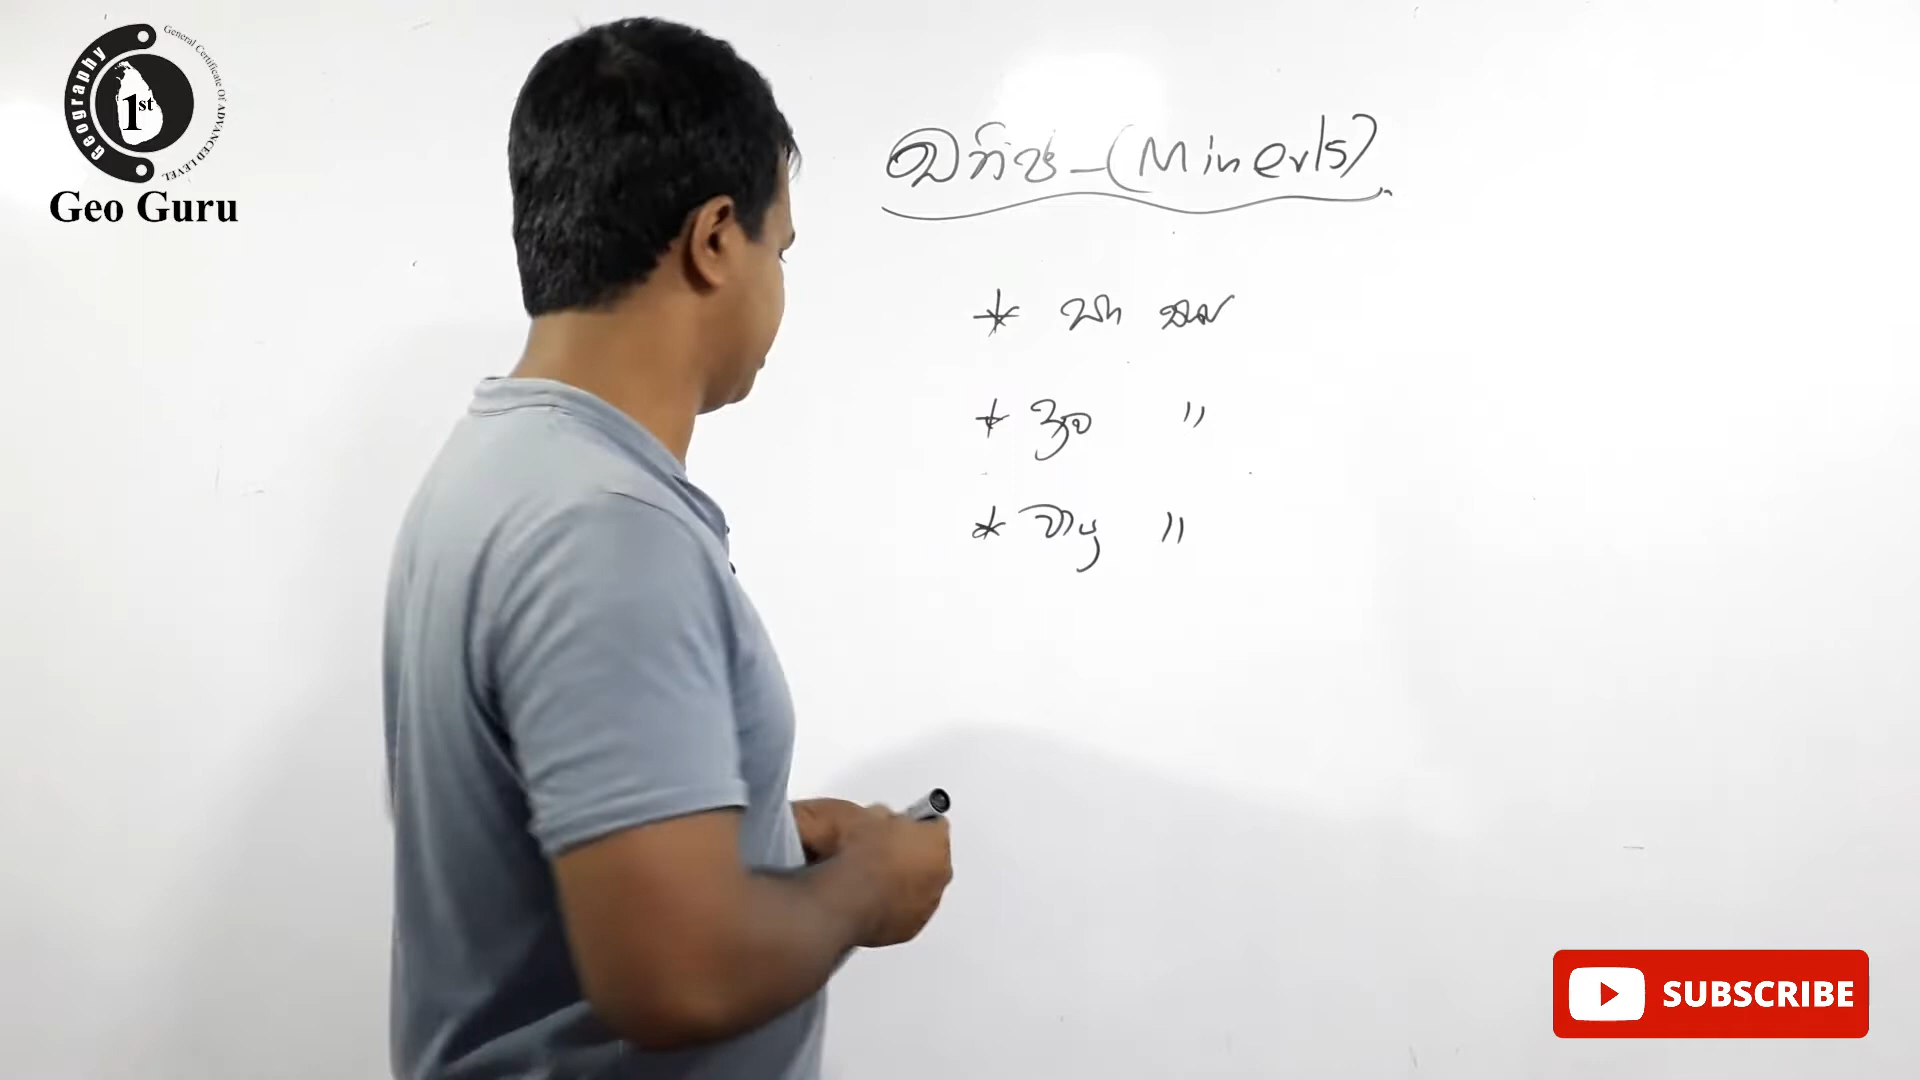 Geography
1st
General Certificate Of ADVANCED LEVEL
Geo Guru
ඛනිජ - (Minerls)
* ඝන
* ද්‍රව "
* වායු "
SUBSCRIBE